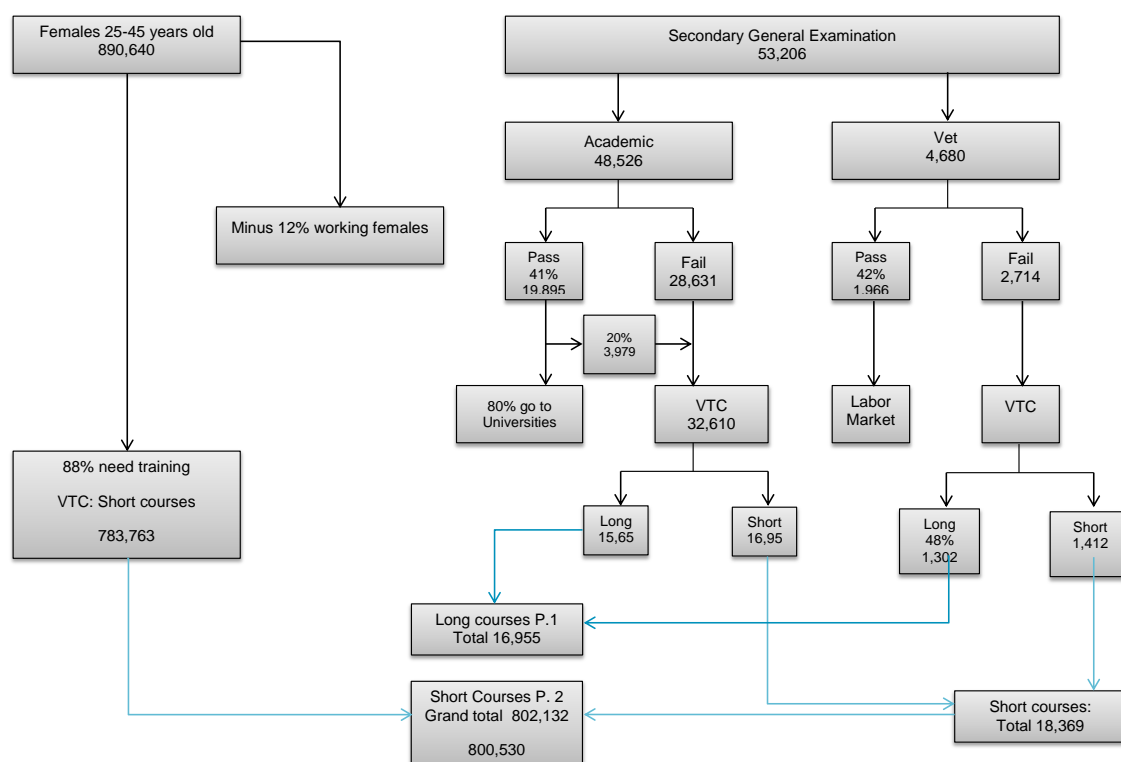 Females 25-45 years old
890,640
Secondary General Examination
53,206
Academic
48,526
Vet
4,680
Minus 12% working females
Pass
41%
19,895
Fail
28,631
Pass
42%
1,966
Fail
2,714
20%
3,979
80% go to
Universities
VTC
32,610
Labor
Market
VTC
88% need training
VTC: Short courses
783,763
Long
15,65
Short
16,95
Long
48%
1,302
Short
1,412
Long courses P.1
Total 16,955
Short Courses P. 2
Grand total 802,132
800,530
Short courses:
Total 18,369